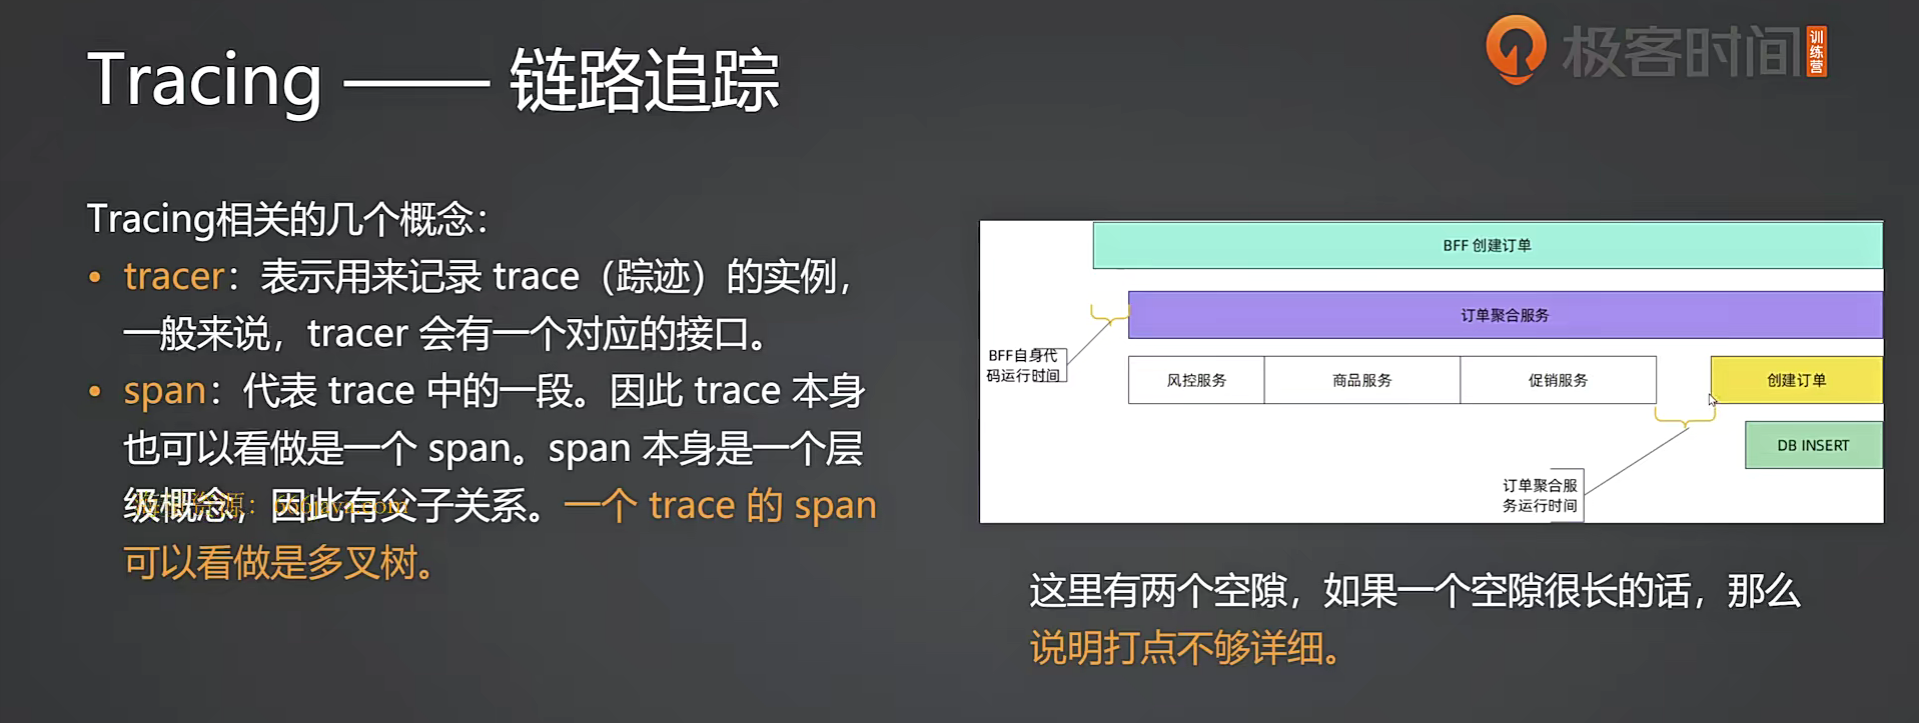 Tracing —— 链路追踪
极客时间
训练营
Tracing相关的几个概念：
• tracer：表示用来记录 trace（踪迹）的实例，
一般来说，tracer 会有一个对应的接口。
• span：代表 trace 中的一段。因此 trace 本身
也可以看做是一个 span。span 本身是一个层
级概念，因此有父子关系。一个 trace 的 span
可以看做是多叉树。
BFF 创建订单
订单聚合服务
BFF自身代
码运行时间
风控服务
商品服务
促销服务
创建订单
DB INSERT
订单聚合服
务运行时间
这里有两个空隙，如果一个空隙很长的话，那么
说明打点不够详细。